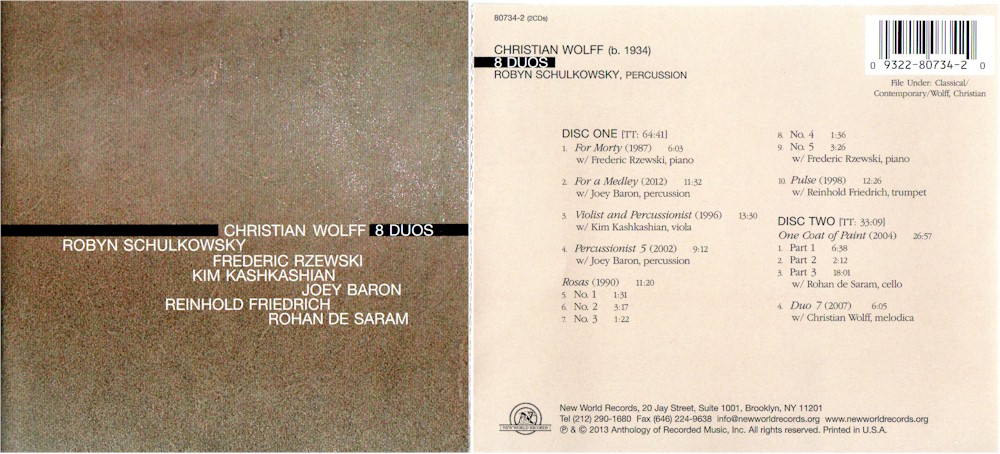 CHRISTIAN WOLFF 8 DUOS
ROBYN SCHULKOWSKY
FREDERIC RZEWSKI
KIM KASHKASHIAN
JOEY BARON
REINHOLD FRIEDRICH
ROHAN DE SARAM
80734-2 (2CDs)
CHRISTIAN WOLFF (b. 1934)
8 DUOS
ROBYN SCHULKOWSKY, PERCUSSION
0 9322-80734-2 0
File Under: Classical/
Contemporary/Wolff, Christian
DISC ONE [TT: 64:41]
1. For Morty (1987) 6:03
w/ Frederic Rzewski, piano
2. For a Medley (2012) 11:32
w/ Joey Baron, percussion
3. Violist and Percussionist (1996) 13:30
w/ Kim Kashkashian, viola
4. Percussionist 5 (2002) 9:12
w/ Joey Baron, percussion
Rosas (1990) 11:20
5. No. 1 1:31
6. No. 2 3:17
7. No. 3 1:22
8. No. 4 1:36
9. No. 5 3:26
w/ Frederic Rzewski, piano
10. Pulse (1998) 12:26
w/ Reinhold Friedrich, trumpet
DISC TWO [TT: 33:09]
One Coat of Paint (2004) 26:57
1. Part 1 6:38
2. Part 2 2:12
3. Part 3 18:01
w/ Rohan de Saram, cello
4. Duo 7 (2007) 6:05
w/ Christian Wolff, melodica
NEW WORLD RECORDS
New World Records, 20 Jay Street, Suite 1001, Brooklyn, NY 11201
Tel (212) 290-1680 Fax (646) 224-9638 info@newworldrecords.org www.newworldrecords.org
℗ & © 2013 Anthology of Recorded Music, Inc. All rights reserved. Printed in U.S.A.